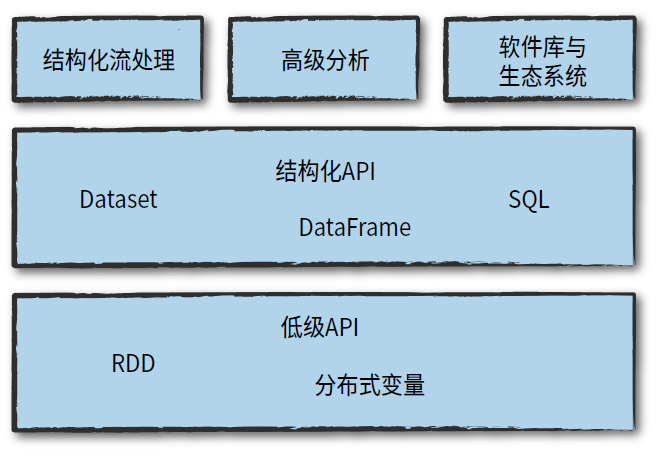 结构化流处理
高级分析
软件库与
生态系统
结构化API
Dataset
SQL
DataFrame
低级API
RDD
分布式变量